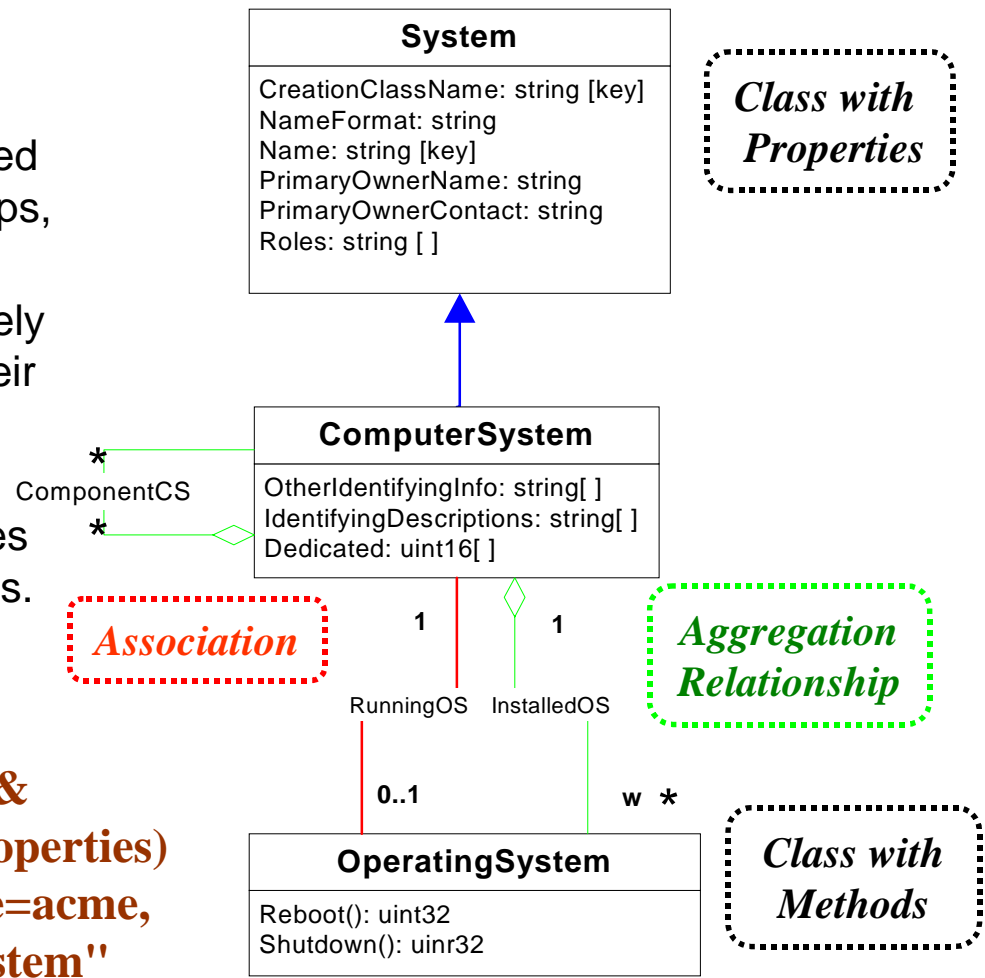 System
CreationClassName: string [key]
NameFormat: string
Name: string [key]
PrimaryOwnerName: string
PrimaryOwnerContact: string
Roles: string [ ]
Class with
Properties
ed
ps,
ely
eir
es
s.
ComputerSystem
OtherIdentifyingInfo: string[ ]
IdentifyingDescriptions: string[ ]
Dedicated: uint16[ ]
*
ComponentCS
*
Association
1
1
Aggregation
Relationship
RunningOS
InstalledOS
0..1
w *
&
operties)
e=acme,
stem"
OperatingSystem
Reboot(): uint32
Shutdown(): uinr32
Class with
Methods